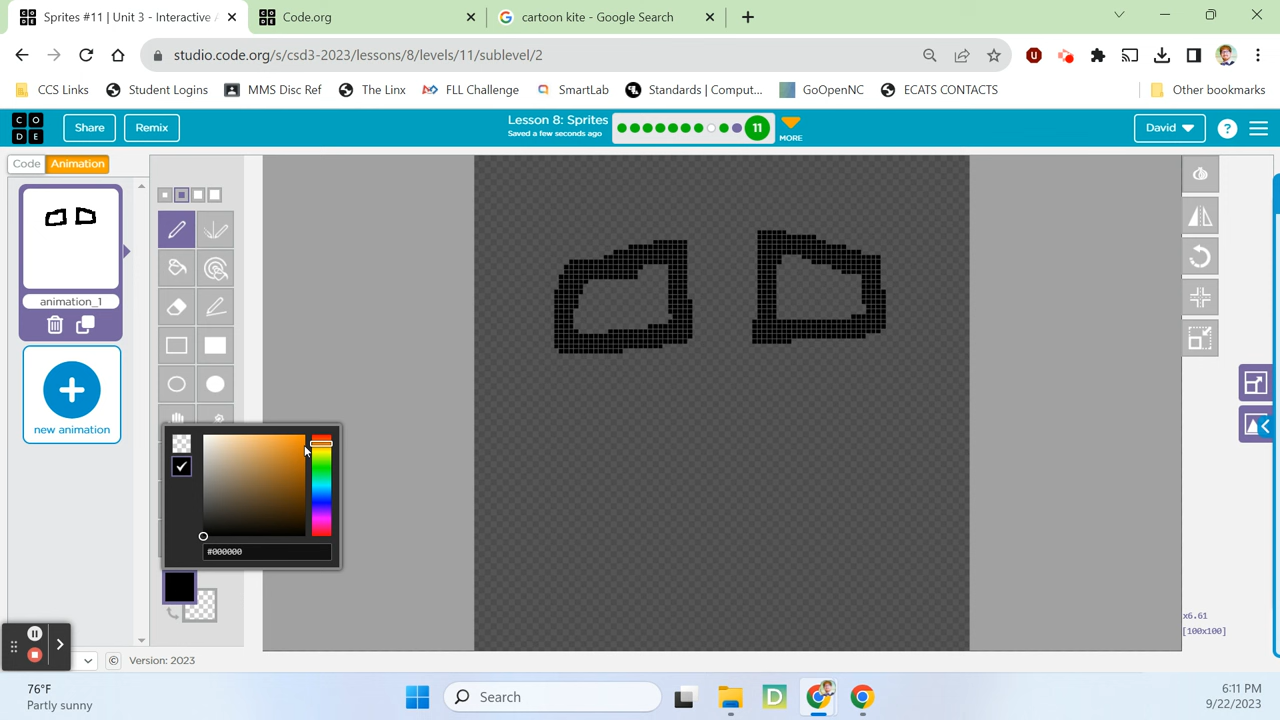 Sprites #11 | Unit 3 - Interactive A
Code.org
cartoon kite - Google Search
studio.code.org/s/csd3-2023/lessons/8/levels/11/sublevel/2
CCS Links
Student Logins
MMS Disc Ref
The Linx
FLL Challenge
SmartLab
Standards | Comput...
GoOpenNC
ECATS CONTACTS
Other bookmarks
C O
D E
Share
Remix
Lesson 8: Sprites
Saved a few seconds ago
11
MORE
David
?
Code
Animation
animation_1
new animation
#000000
x6.61
[100x100]
© Version: 2023
76°F
Partly sunny
Search
D
6:11 PM
9/22/2023